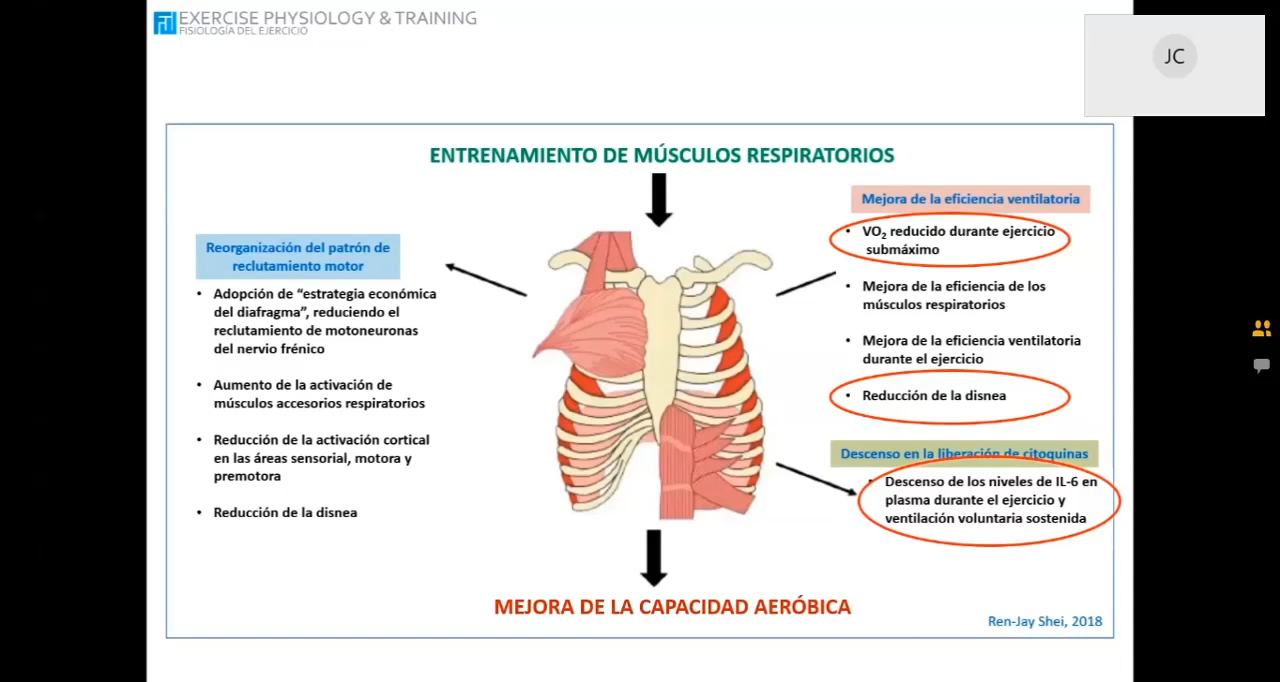 EXERCISE PHYSIOLOGY & TRAINING
FISIOLOGÍA DEL EJERCICIO
JC
ENTRENAMIENTO DE MÚSCULOS RESPIRATORIOS
Reorganización del patrón de
reclutamiento motor
• Adopción de “estrategia económica
del diafragma”, reduciendo el
reclutamiento de motoneuronas
del nervio frénico
• Aumento de la activación de
músculos accesorios respiratorios
• Reducción de la activación cortical
en las áreas sensorial, motora y
premotora
• Reducción de la disnea
Mejora de la eficiencia ventilatoria
• VO₂ reducido durante ejercicio
submáximo
• Mejora de la eficiencia de los
músculos respiratorios
• Mejora de la eficiencia ventilatoria
durante el ejercicio
• Reducción de la disnea
Descenso en la liberación de citoquinas
• Descenso de los niveles de IL-6 en
plasma durante el ejercicio y
ventilación voluntaria sostenida
MEJORA DE LA CAPACIDAD AERÓBICA
Ren-Jay Shei, 2018